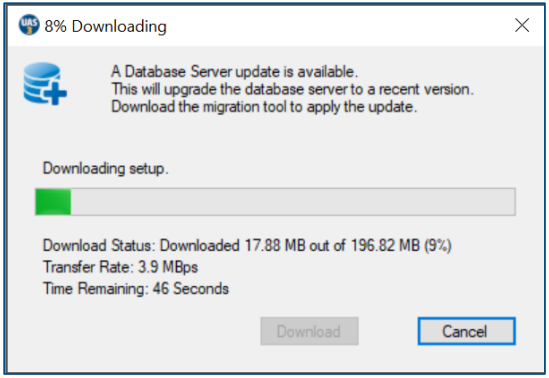 UAS
3
8% Downloading
A Database Server update is available.
This will upgrade the database server to a recent version.
Download the migration tool to apply the update.
Downloading setup.
Download Status: Downloaded 17.88 MB out of 196.82 MB (9%)
Transfer Rate: 3.9 MBps
Time Remaining: 46 Seconds
Download
Cancel